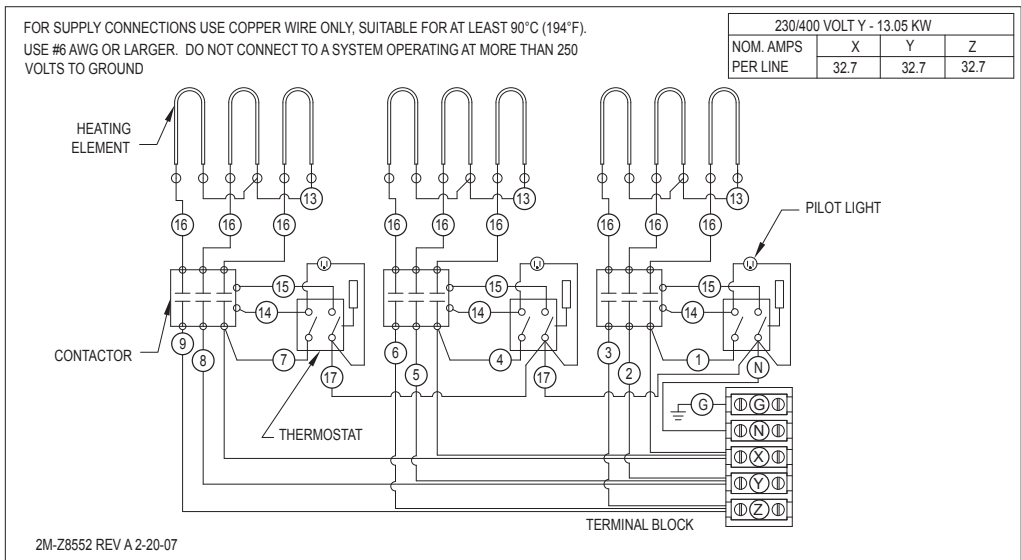 FOR SUPPLY CONNECTIONS USE COPPER WIRE ONLY, SUITABLE FOR AT LEAST 90°C (194°F).
USE #6 AWG OR LARGER. DO NOT CONNECT TO A SYSTEM OPERATING AT MORE THAN 250
VOLTS TO GROUND
230/400 VOLT Y - 13.05 KW
NOM. AMPS X Y Z
PER LINE 32.7 32.7 32.7
HEATING
ELEMENT
13 13 13
16 16 16 16 16 16 16 16 16
PILOT LIGHT
15 15 15
14 14 14
CONTACTOR
9 8 7 6 5 4 3 2 1 N
17 17
THERMOSTAT
G G
N
X
Y
Z
TERMINAL BLOCK
2M-Z8552 REV A 2-20-07